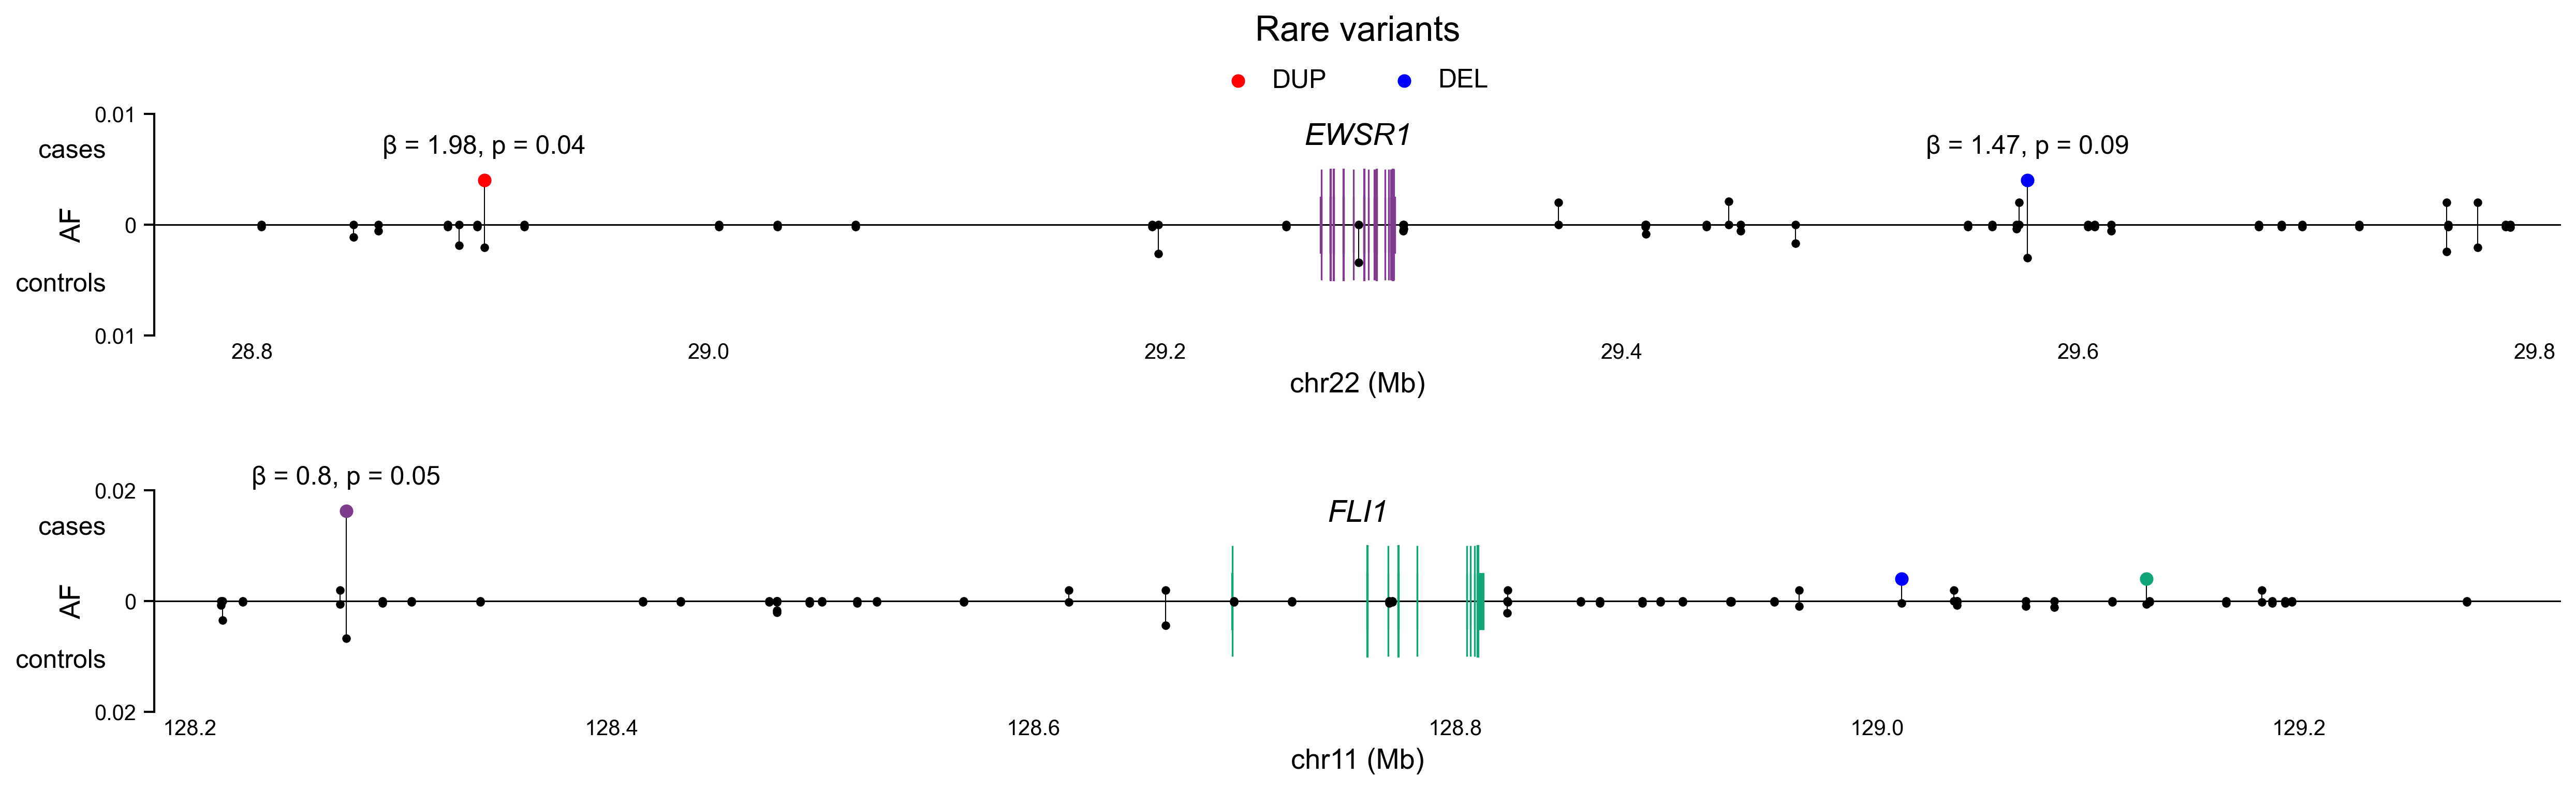 Rare variants
DUP DEL
0.01
cases
β = 1.98, p = 0.04
EWSR1
β = 1.47, p = 0.09
AF
0
controls
0.01
28.8 29.0 29.2 29.4 29.6 29.8
chr22 (Mb)
β = 0.8, p = 0.05
0.02
cases
FLI1
AF
0
controls
0.02
128.2 128.4 128.6 128.8 129.0 129.2
chr11 (Mb)